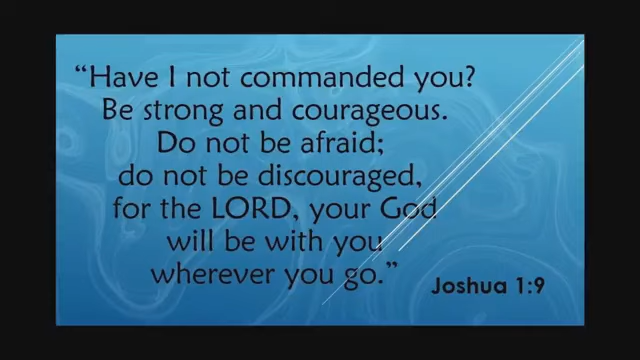 “Have I not commanded you?
Be strong and courageous.
Do not be afraid;
do not be discouraged,
for the LORD, your God
will be with you
wherever you go.”
Joshua 1:9